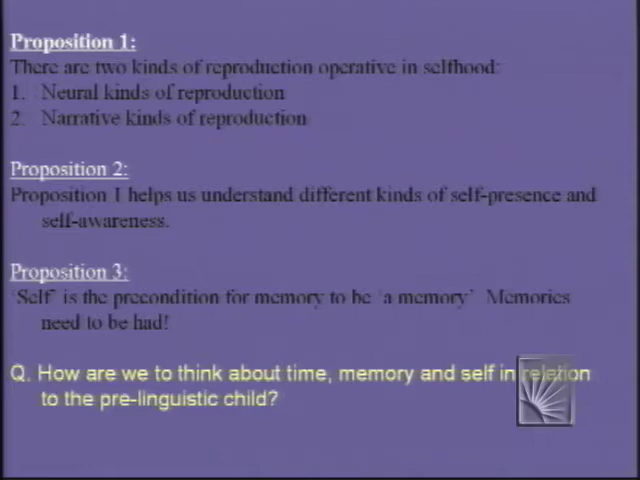 Proposition 1:
There are two kinds of reproduction operative in selfhood:
1. Neural kinds of reproduction
2. Narrative kinds of reproduction
Proposition 2:
Proposition 1 helps us understand different kinds of self-presence and
self-awareness.
Proposition 3:
'Self' is the precondition for memory to be 'a memory'. Memories
need to be had!
Q. How are we to think about time, memory and self in relation
to the pre-linguistic child?